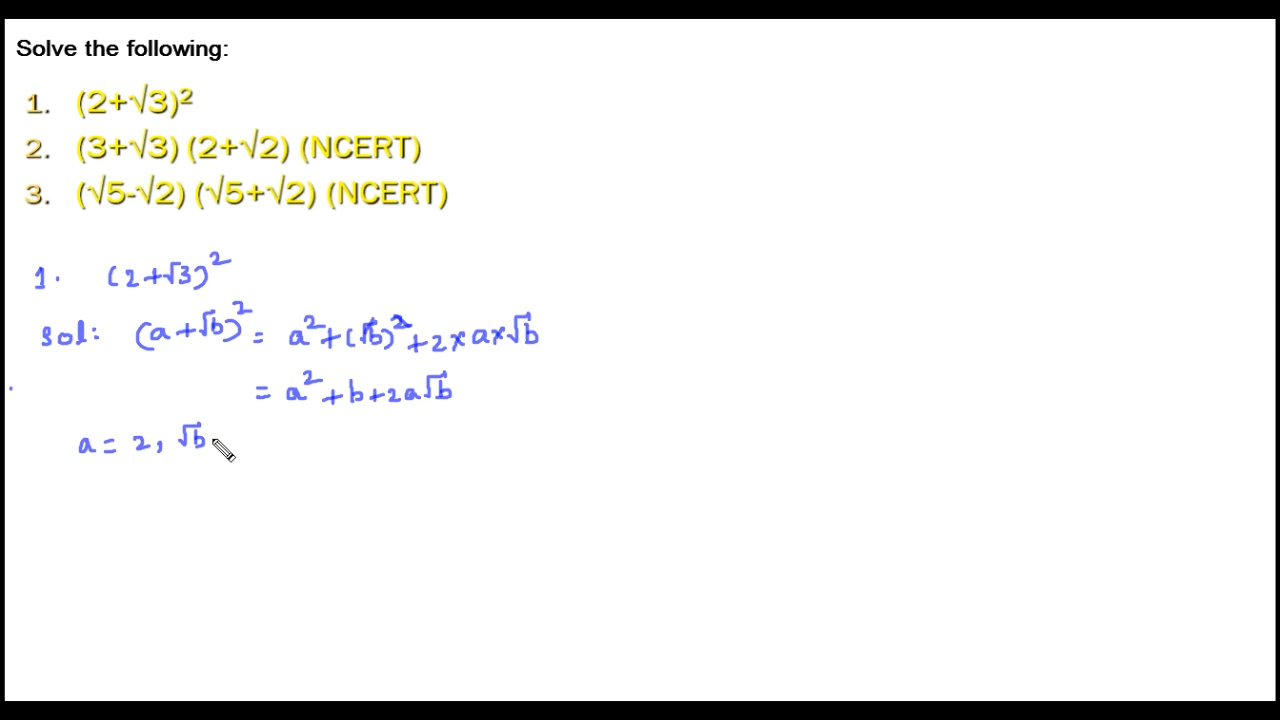 Solve the following:
1. (2+√3)²
2. (3+√3) (2+√2) (NCERT)
3. (√5-√2) (√5+√2) (NCERT)
1. (2+√3)²
Sol: (a+√b)² = a²+(√b)²+2×a×√b
= a²+b+2a√b
a = 2, √b